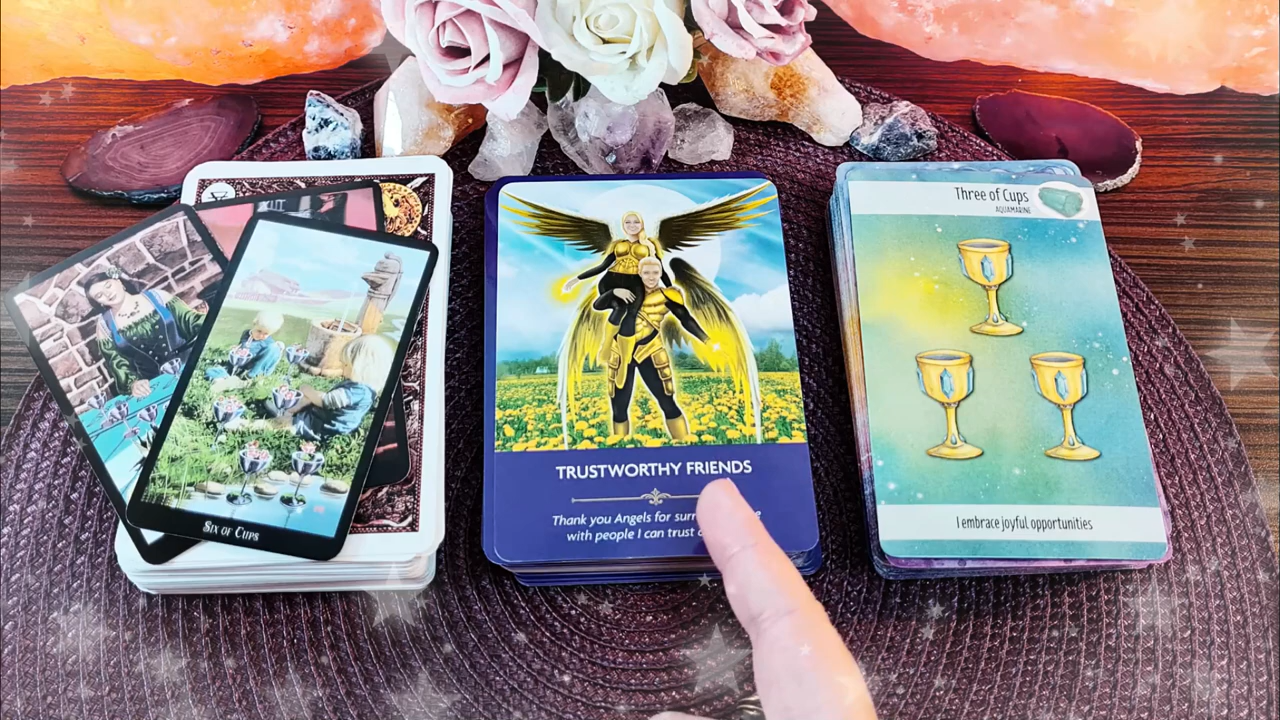 Six of Cups
TRUSTWORTHY FRIENDS
Thank you Angels for
with people I can trust
Three of Cups
AQUAMARINE
I embrace joyful opportunities